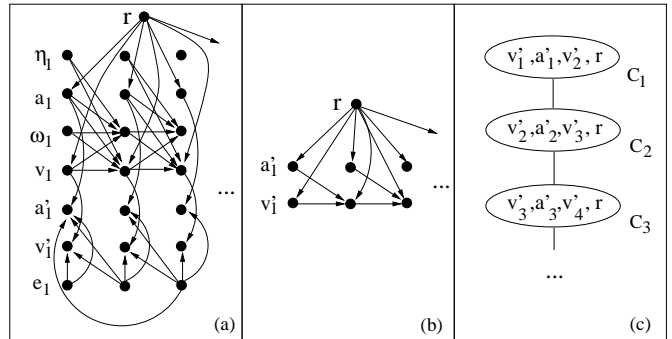 r
η₁
a₁
ω₁
v₁
a'₁
v'₁
e₁
...
(a)
r
a'₁
v'₁
...
(b)
v'₁ ,a'₁ ,v'₂ , r
C₁
v'₂ ,a'₂ ,v'₃ , r
C₂
v'₃ ,a'₃ ,v'₄ , r
C₃
...
(c)